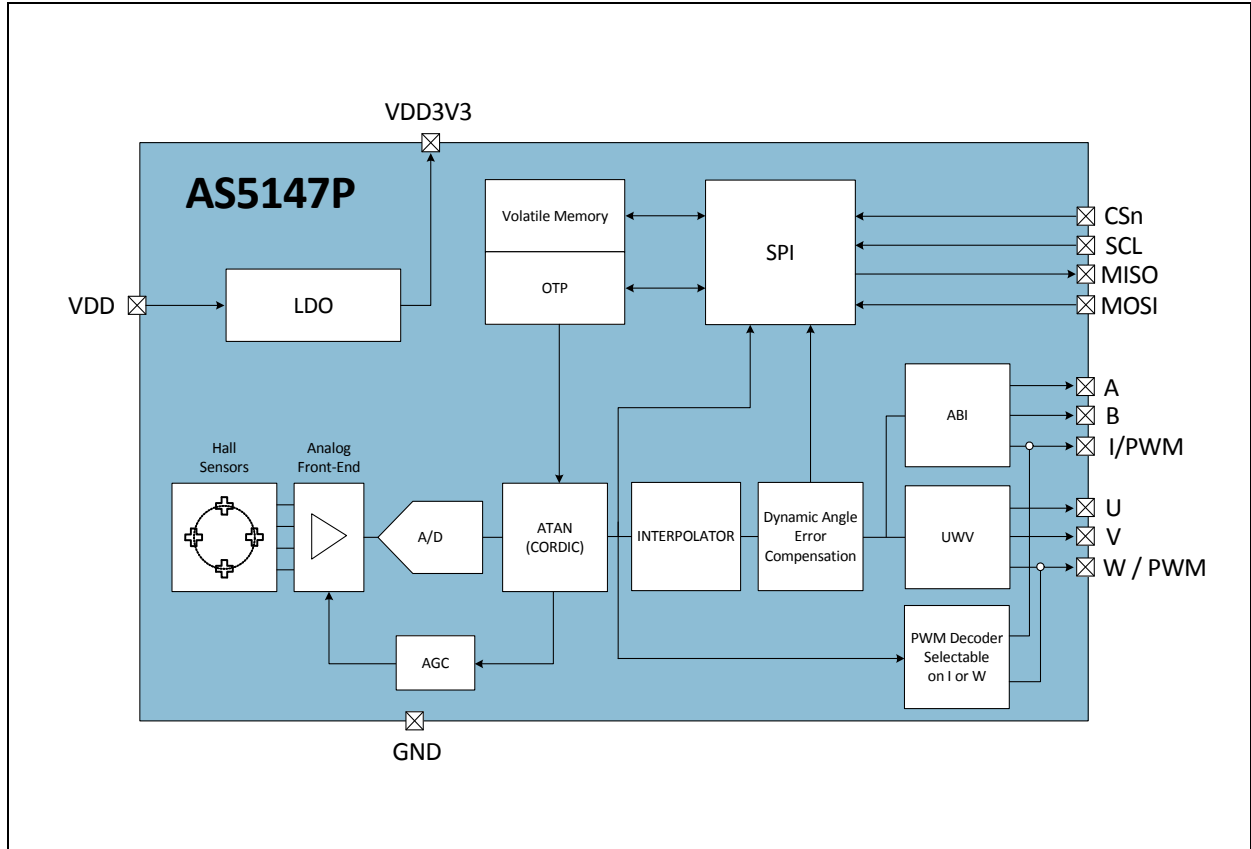 VDD3V3
AS5147P
Volatile Memory
OTP
SPI
CSn
SCL
MISO
MOSI
VDD
LDO
A
B
I/PWM
ABI
Hall
Sensors
Analog
Front-End
A/D
ATAN
(CORDIC)
INTERPOLATOR
Dynamic Angle
Error
Compensation
UWV
U
V
W / PWM
PWM Decoder
Selectable
on I or W
AGC
GND